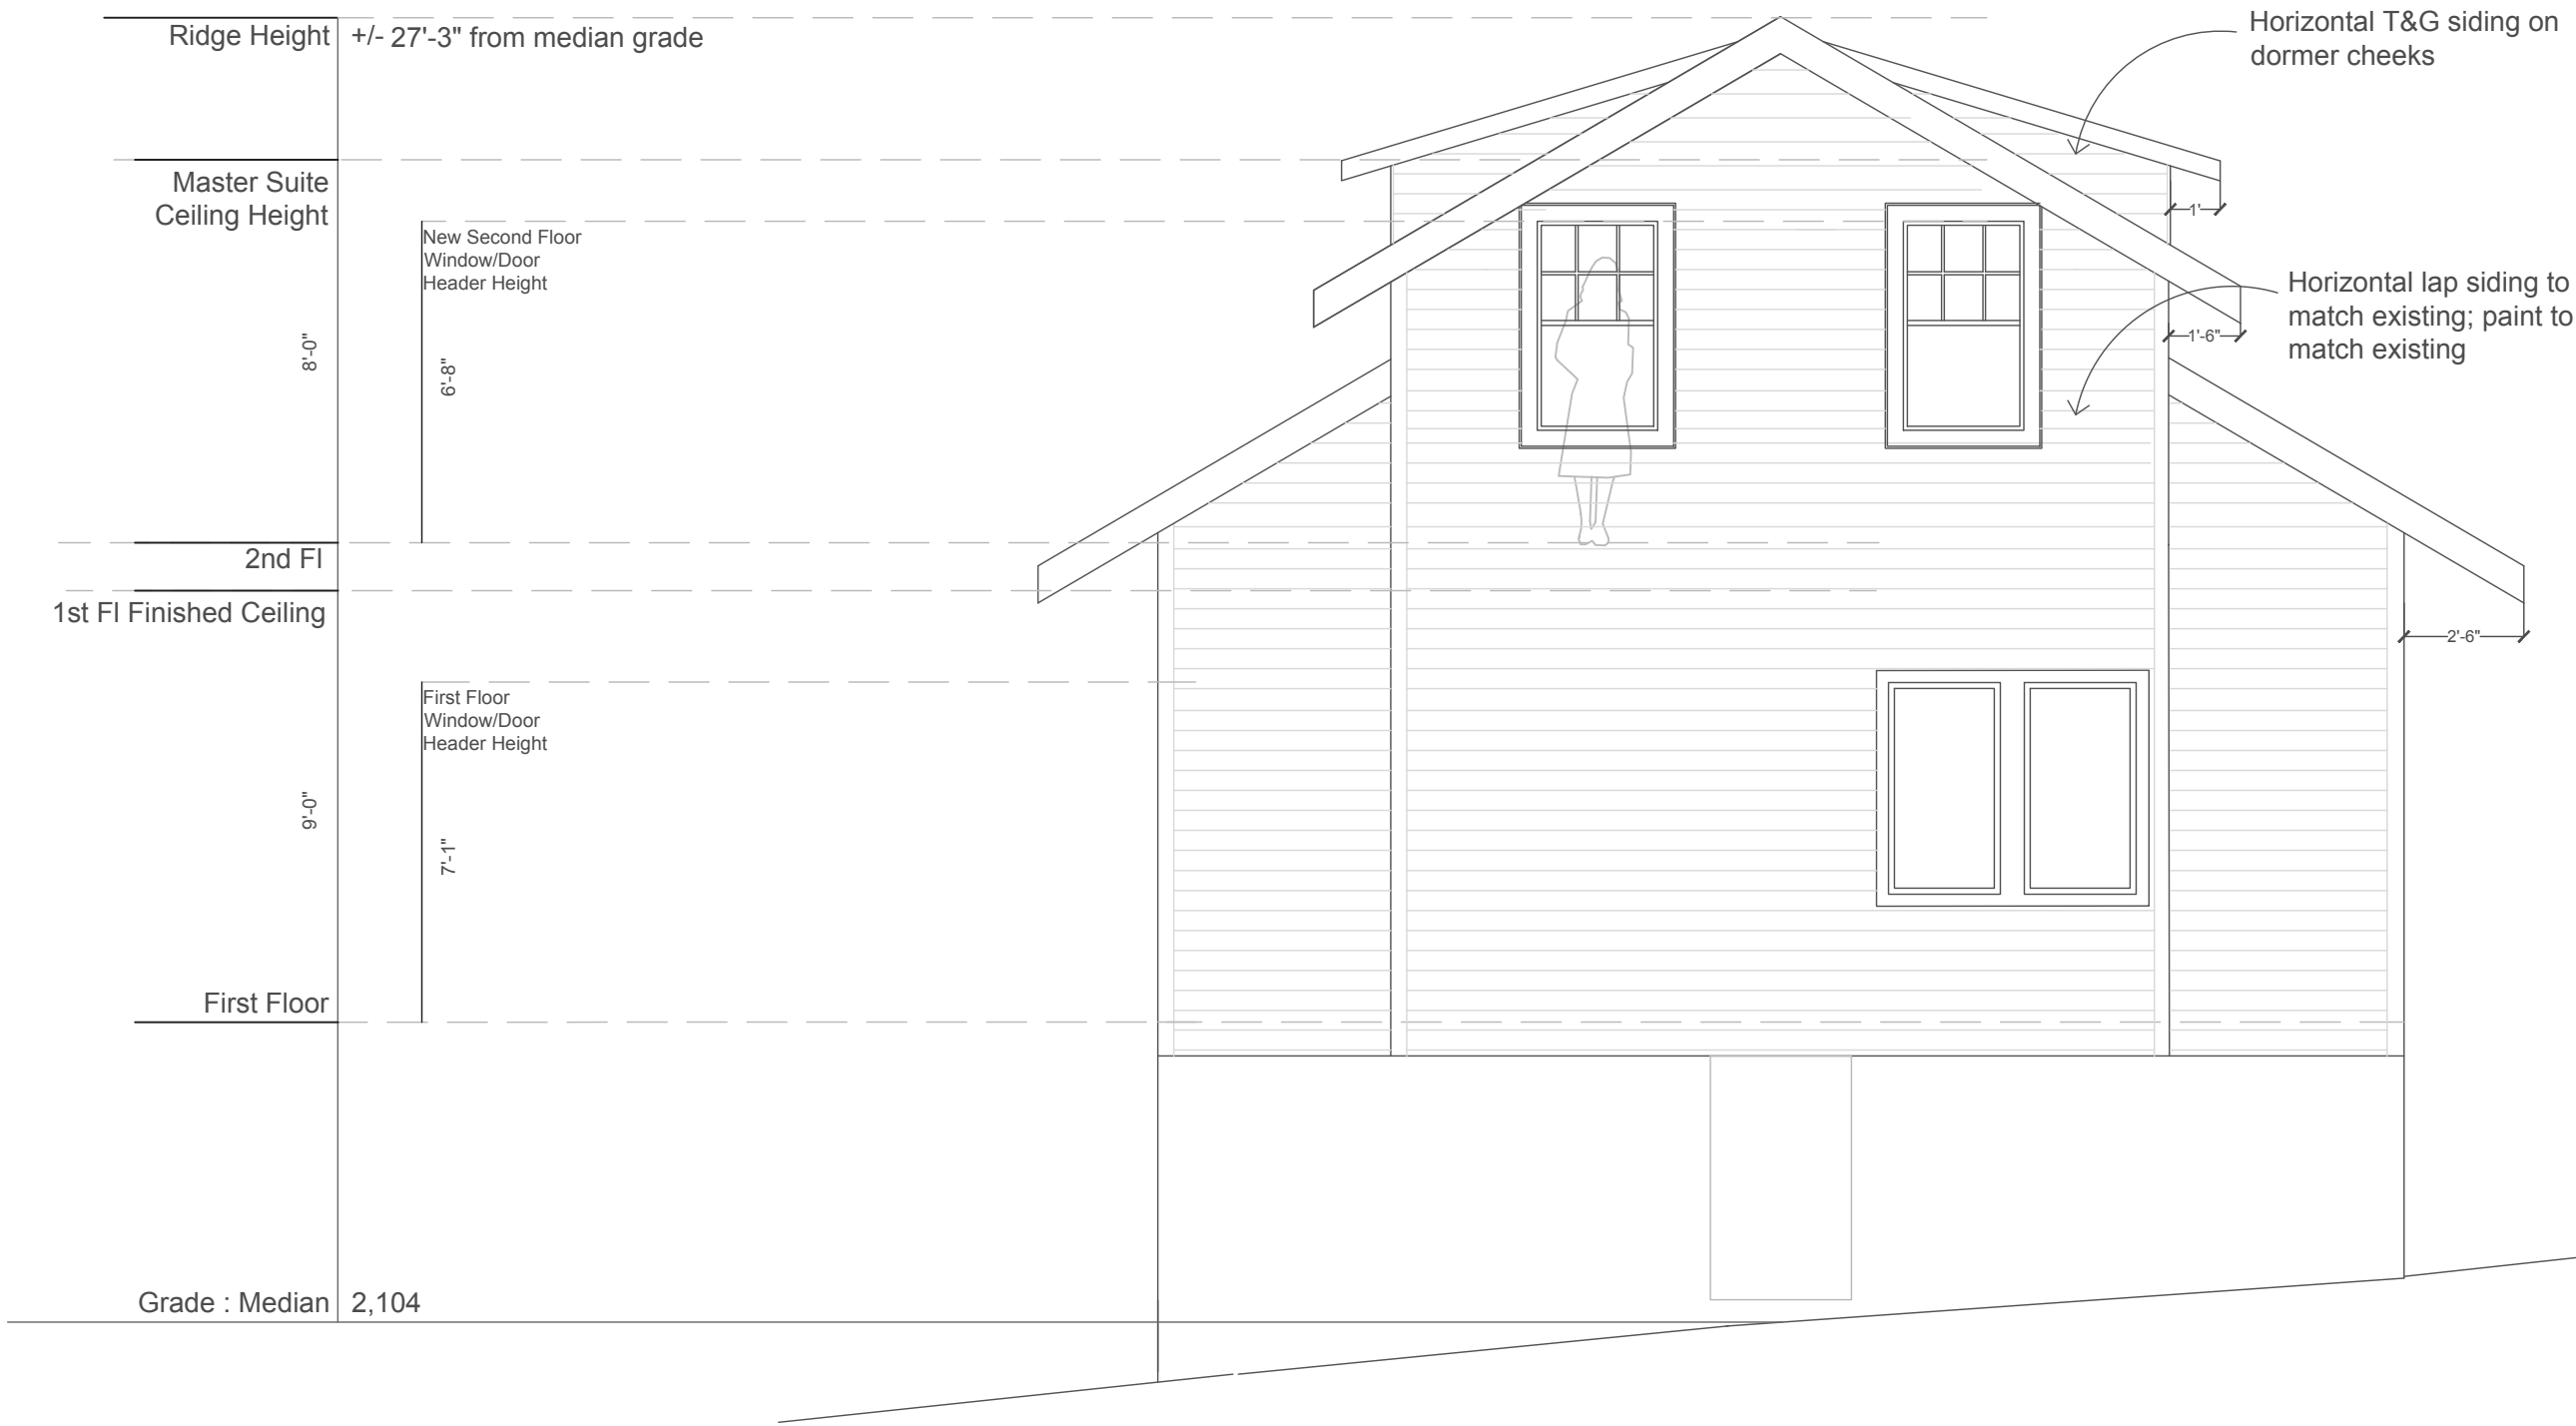 Ridge Height
+/- 27'-3" from median grade
Horizontal T&G siding on
dormer cheeks
Master Suite
Ceiling Height
1'
New Second Floor
Window/Door
Header Height
8'-0"
6'-8"
Horizontal lap siding to
match existing; paint to
match existing
1'-6"
2nd Fl
1st Fl Finished Ceiling
2'-6"
First Floor
Window/Door
Header Height
9'-0"
7'-1"
First Floor
Grade : Median
2,104